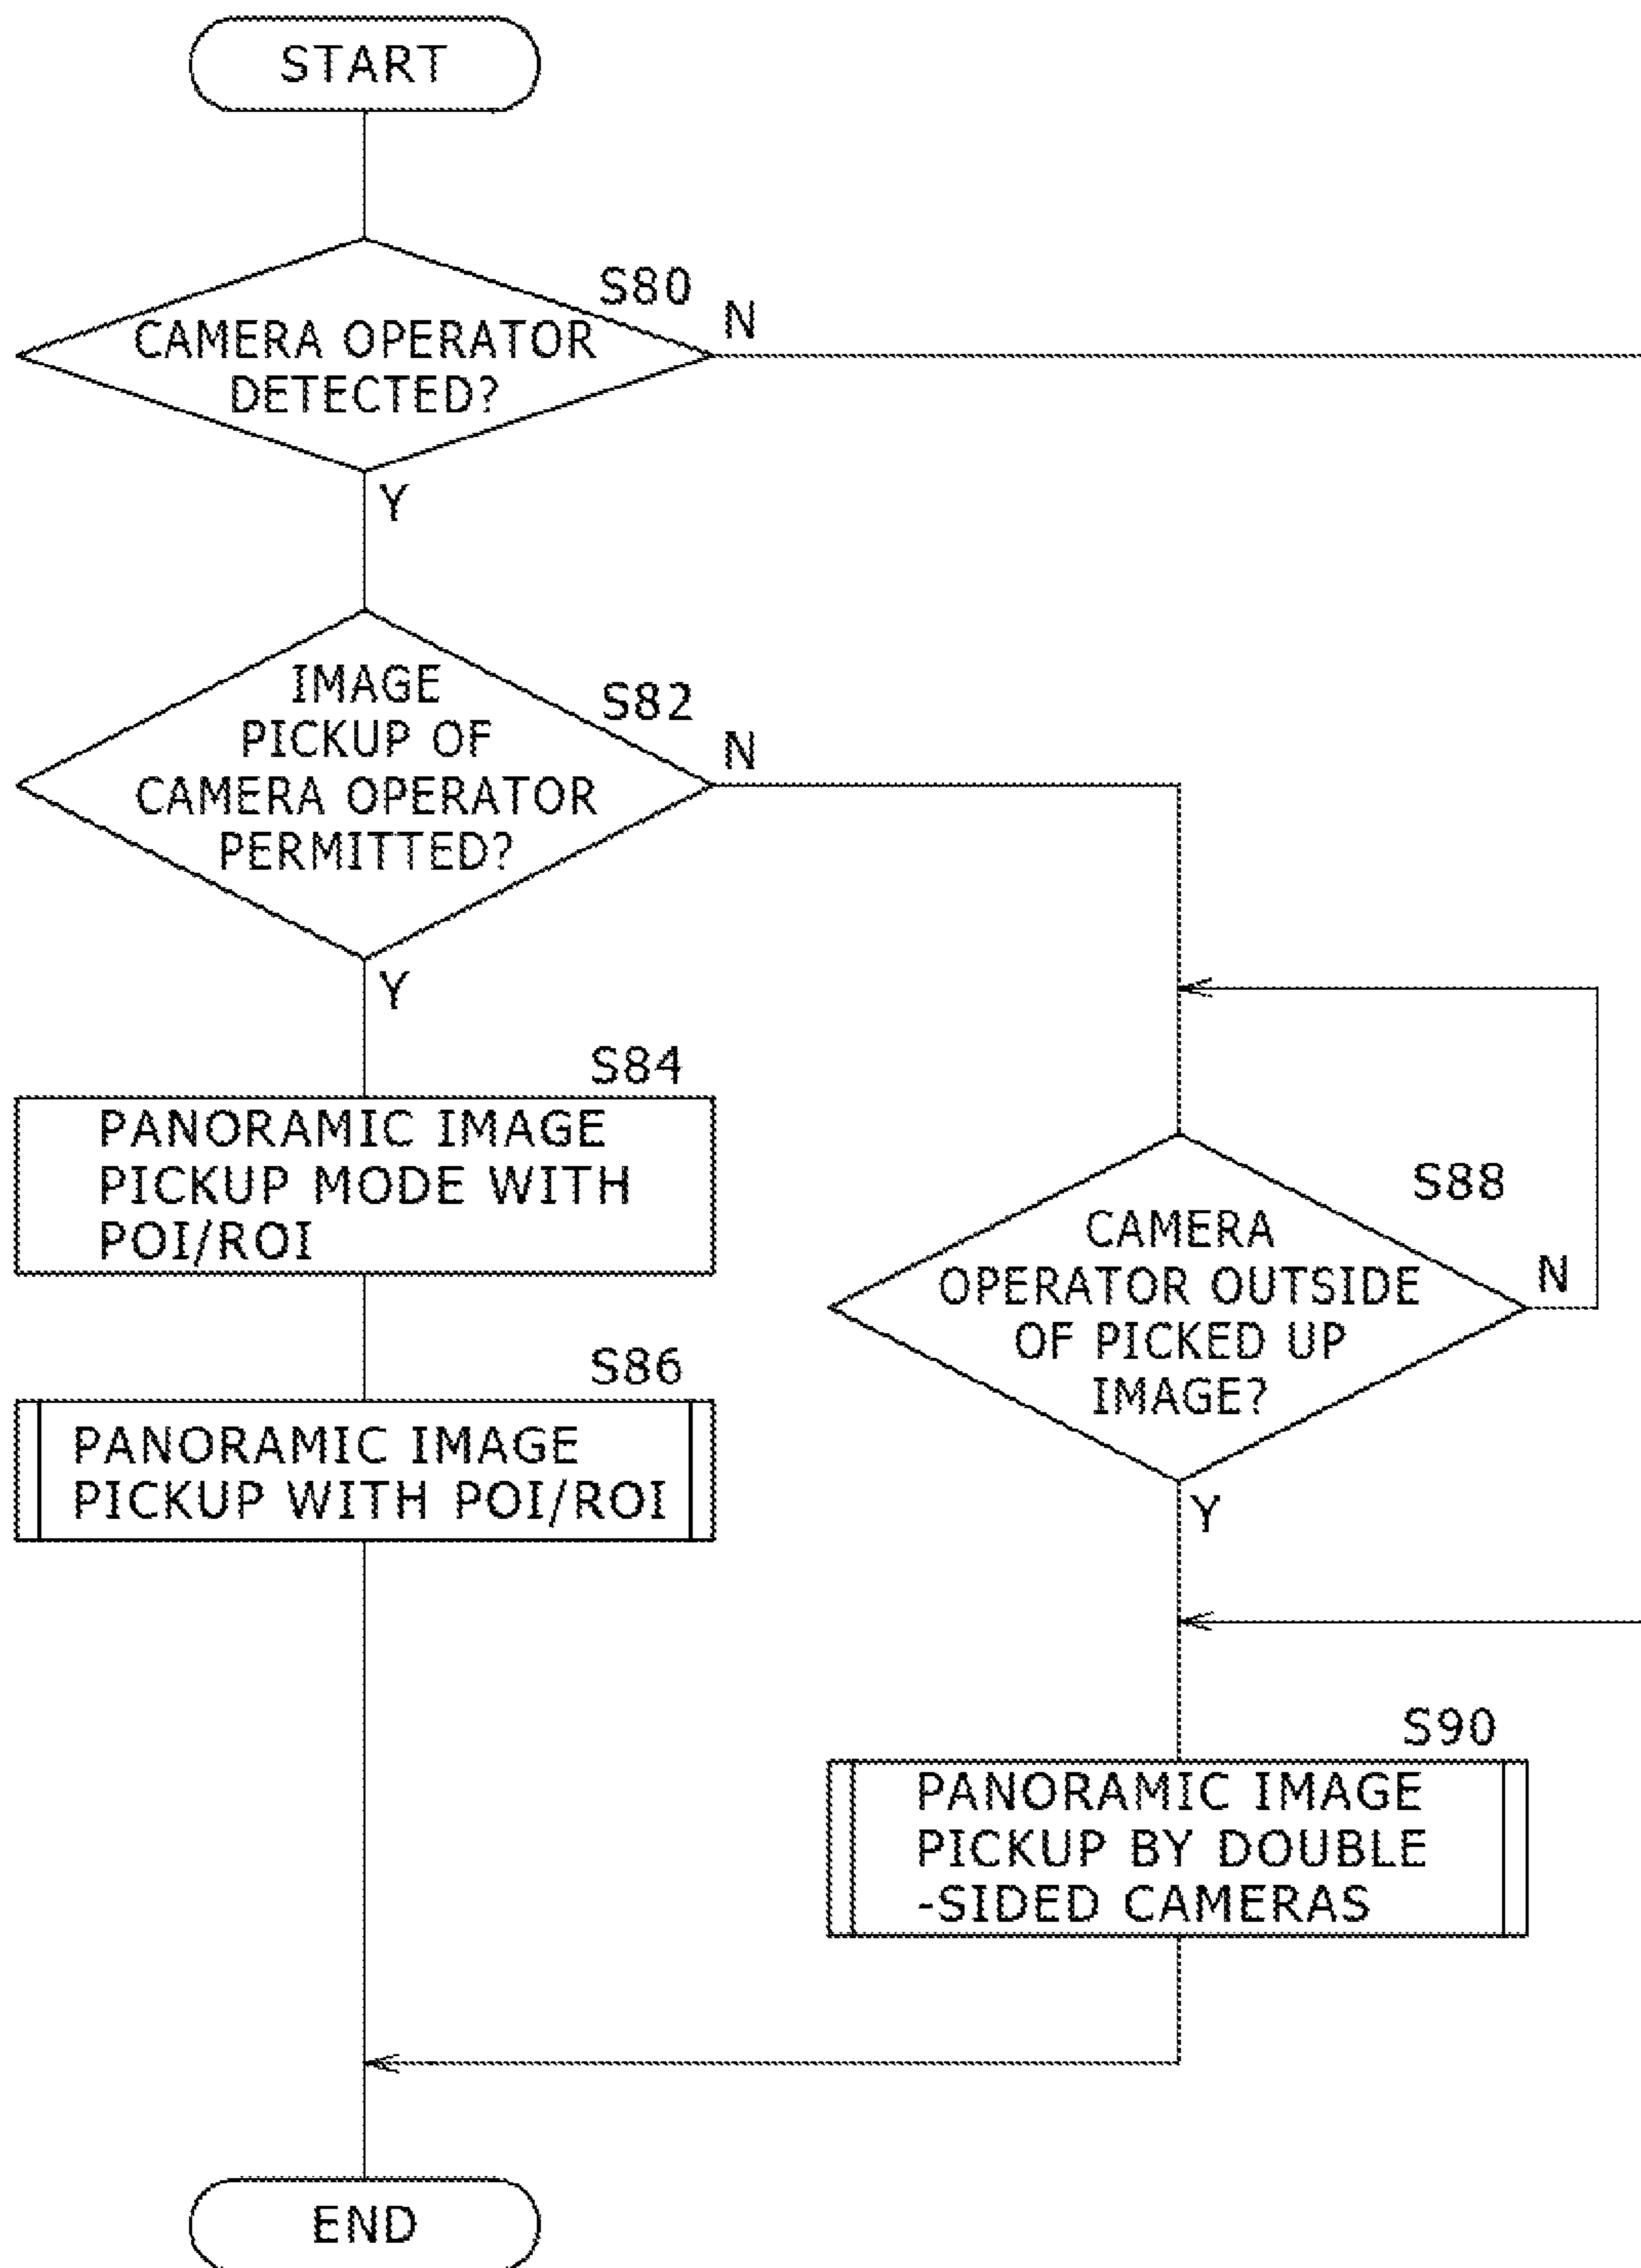 START
S80
N
CAMERA OPERATOR
DETECTED?
Y
IMAGE
PICKUP OF
CAMERA OPERATOR
PERMITTED?
S82
N
Y
S84
PANORAMIC IMAGE
PICKUP MODE WITH
POI/ROI
S86
PANORAMIC IMAGE
PICKUP WITH POI/ROI
S88
CAMERA
OPERATOR OUTSIDE
OF PICKED UP
IMAGE?
N
Y
S90
PANORAMIC IMAGE
PICKUP BY DOUBLE
-SIDED CAMERAS
END